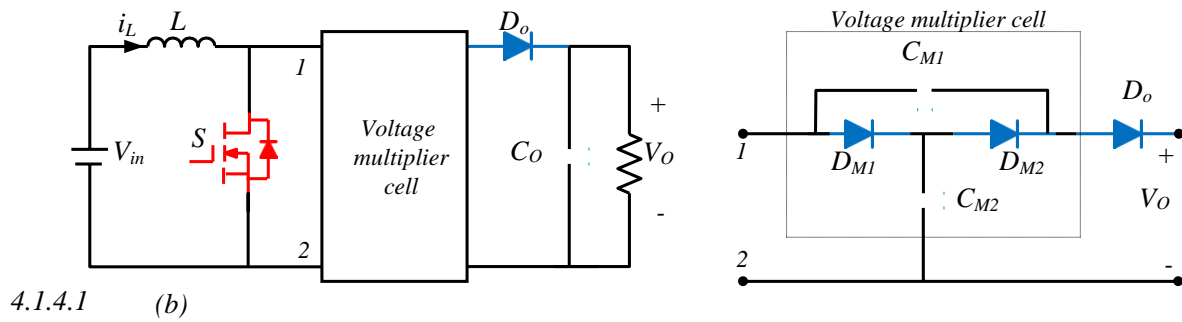 i_L
L
D_o
1
S
V_in
Voltage
multiplier
cell
C_O
+
V_O
-
2
4.1.4.1 (b)
Voltage multiplier cell
C_M1
D_o
1
D_M1
D_M2
+
C_M2
V_O
2
-